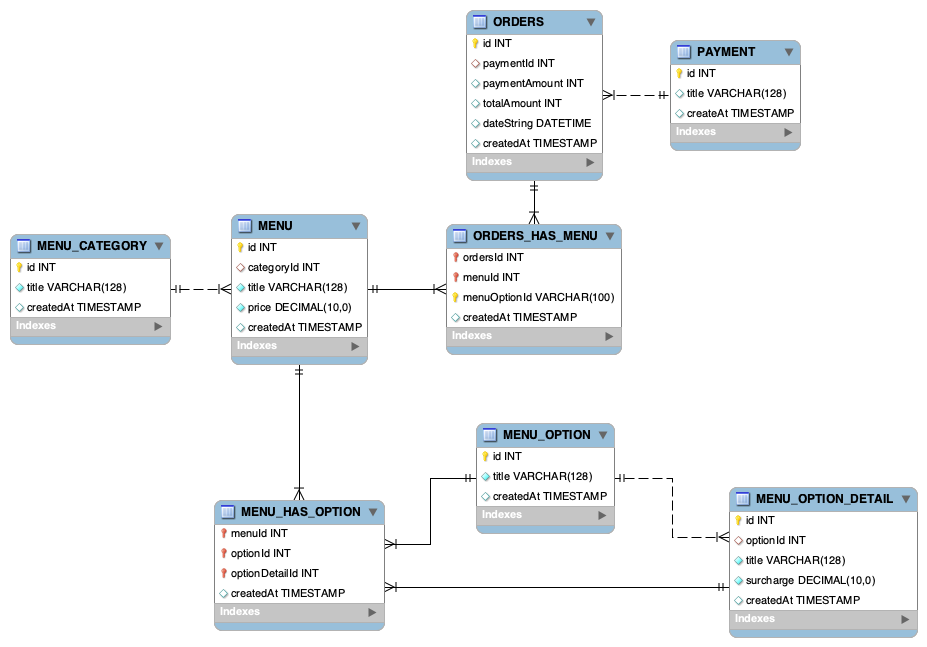 ORDERS
id INT
paymentId INT
paymentAmount INT
totalAmount INT
dateString DATETIME
createdAt TIMESTAMP
Indexes
PAYMENT
id INT
title VARCHAR(128)
createAt TIMESTAMP
Indexes
MENU_CATEGORY
id INT
title VARCHAR(128)
createdAt TIMESTAMP
Indexes
MENU
id INT
categoryId INT
title VARCHAR(128)
price DECIMAL(10,0)
createdAt TIMESTAMP
Indexes
ORDERS_HAS_MENU
ordersId INT
menuId INT
menuOptionId VARCHAR(100)
createdAt TIMESTAMP
Indexes
MENU_OPTION
id INT
title VARCHAR(128)
createdAt TIMESTAMP
Indexes
MENU_HAS_OPTION
menuId INT
optionId INT
optionDetailId INT
createdAt TIMESTAMP
Indexes
MENU_OPTION_DETAIL
id INT
optionId INT
title VARCHAR(128)
surcharge DECIMAL(10,0)
createdAt TIMESTAMP
Indexes